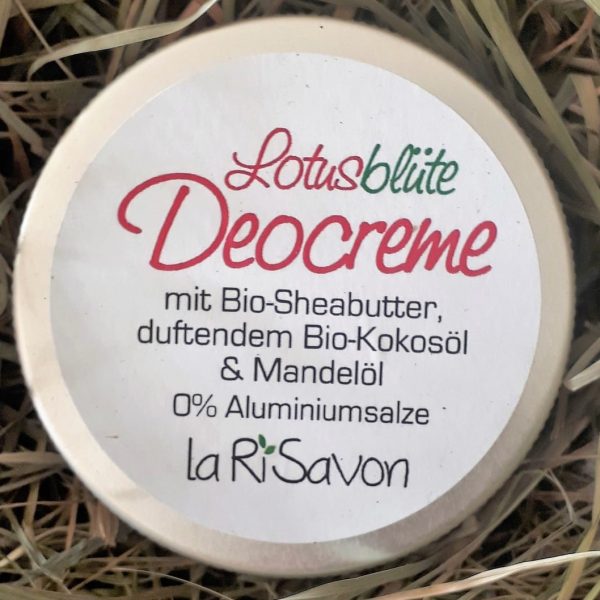 Lotusblüte
Deocreme
mit Bio-Sheabutter,
duftendem Bio-Kokosöl
& Mandelöl
0% Aluminiumsalze
la RiSavon